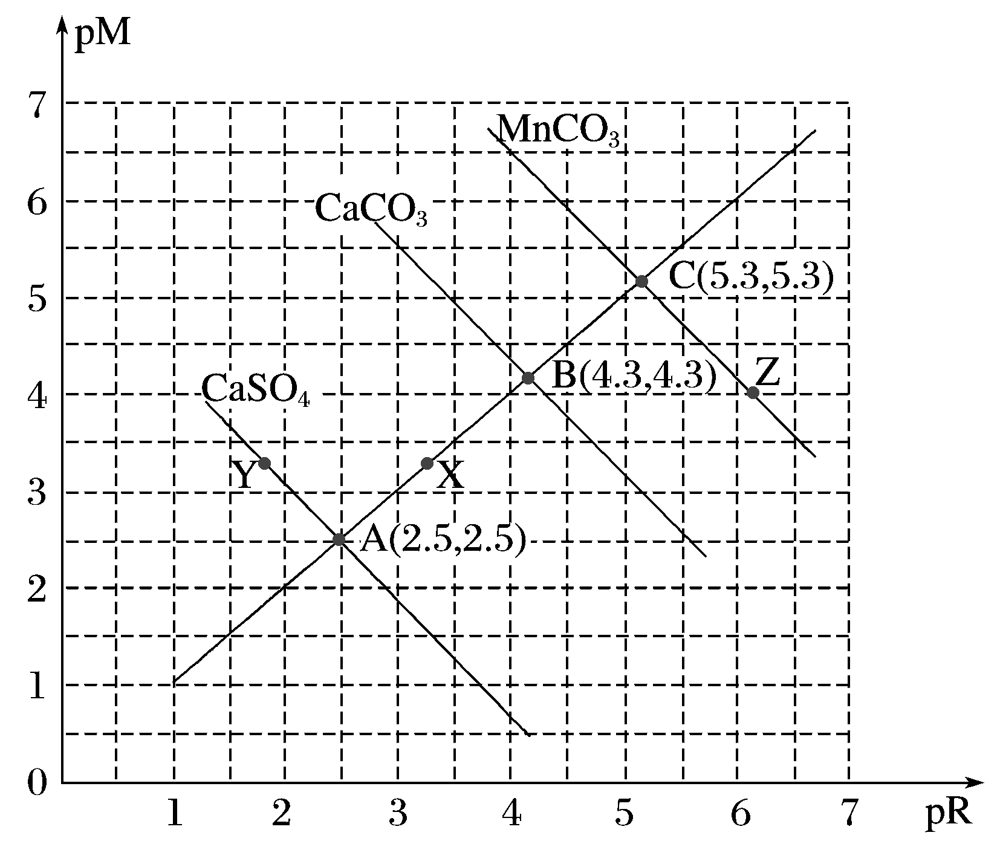 pM
7
MnCO₃
6
CaCO₃
C(5.3,5.3)
5
B(4.3,4.3)
Z
CaSO₄
4
Y
X
3
A(2.5,2.5)
2
1
0
1 2 3 4 5 6 7 pR